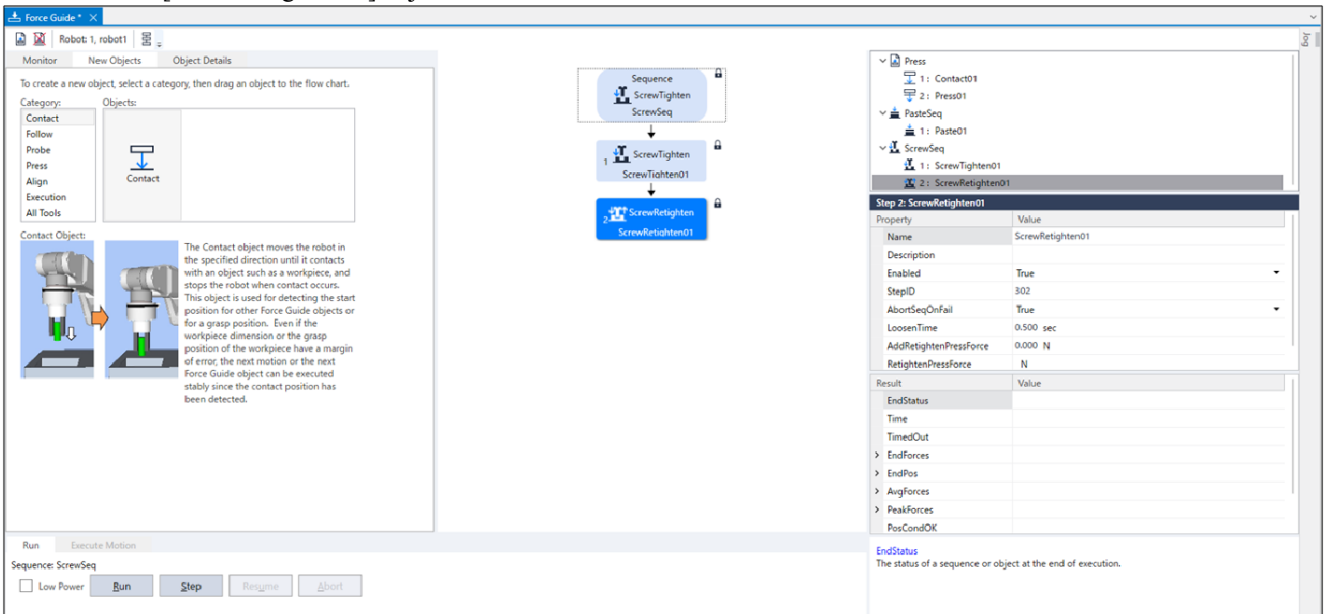 Force Guide *
Robot: 1, robot1
Monitor New Objects Object Details
To create a new object, select a category, then drag an object to the flow chart.
Category: Objects:
Contact
Follow
Probe
Press
Align
Execution
All Tools
Contact
Contact Object:
The Contact object moves the robot in
the specified direction until it contacts
with an object such as a workpiece, and
stops the robot when contact occurs.
This object is used for detecting the start
position for other Force Guide objects or
for a grasp position. Even if the
workpiece dimension or the grasp
position of the workpiece have a margin
of error, the next motion or the next
Force Guide object can be executed
stably since the contact position has
been detected.
Sequence
ScrewTighten
ScrewSeq
1 ScrewTighten
ScrewTighten01
2 ScrewRetighten
ScrewRetighten01
Press
1: Contact01
2: Press01
PasteSeq
1: Paste01
ScrewSeq
1: ScrewTighten01
2: ScrewRetighten01
Step 2: ScrewRetighten01
Property Value
Name ScrewRetighten01
Description
Enabled True
StepID 302
AbortSeqOnFail True
LoosenTime 0.500 sec
AddRetightenPressForce 0.000 N
RetightenPressForce N
Result Value
EndStatus
Time
TimedOut
EndForces
EndPos
AvgForces
PeakForces
PosCondOK
EndStatus
The status of a sequence or object at the end of execution.
Run Execute Motion
Sequence: ScrewSeq
Low Power Run Step Resume Abort
Jog